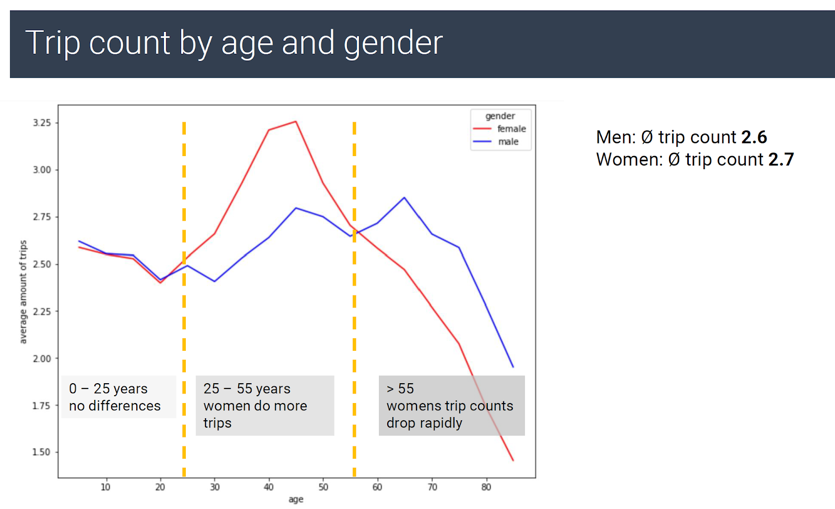 Trip count by age and gender
Men: Ø trip count 2.6
Women: Ø trip count 2.7
gender
female
male
average amount of trips
3.25
3.00
2.75
2.50
2.25
2.00
1.75
1.50
0 – 25 years
no differences
25 – 55 years
women do more
trips
> 55
womens trip counts
drop rapidly
10 20 30 40 50 60 70 80
age